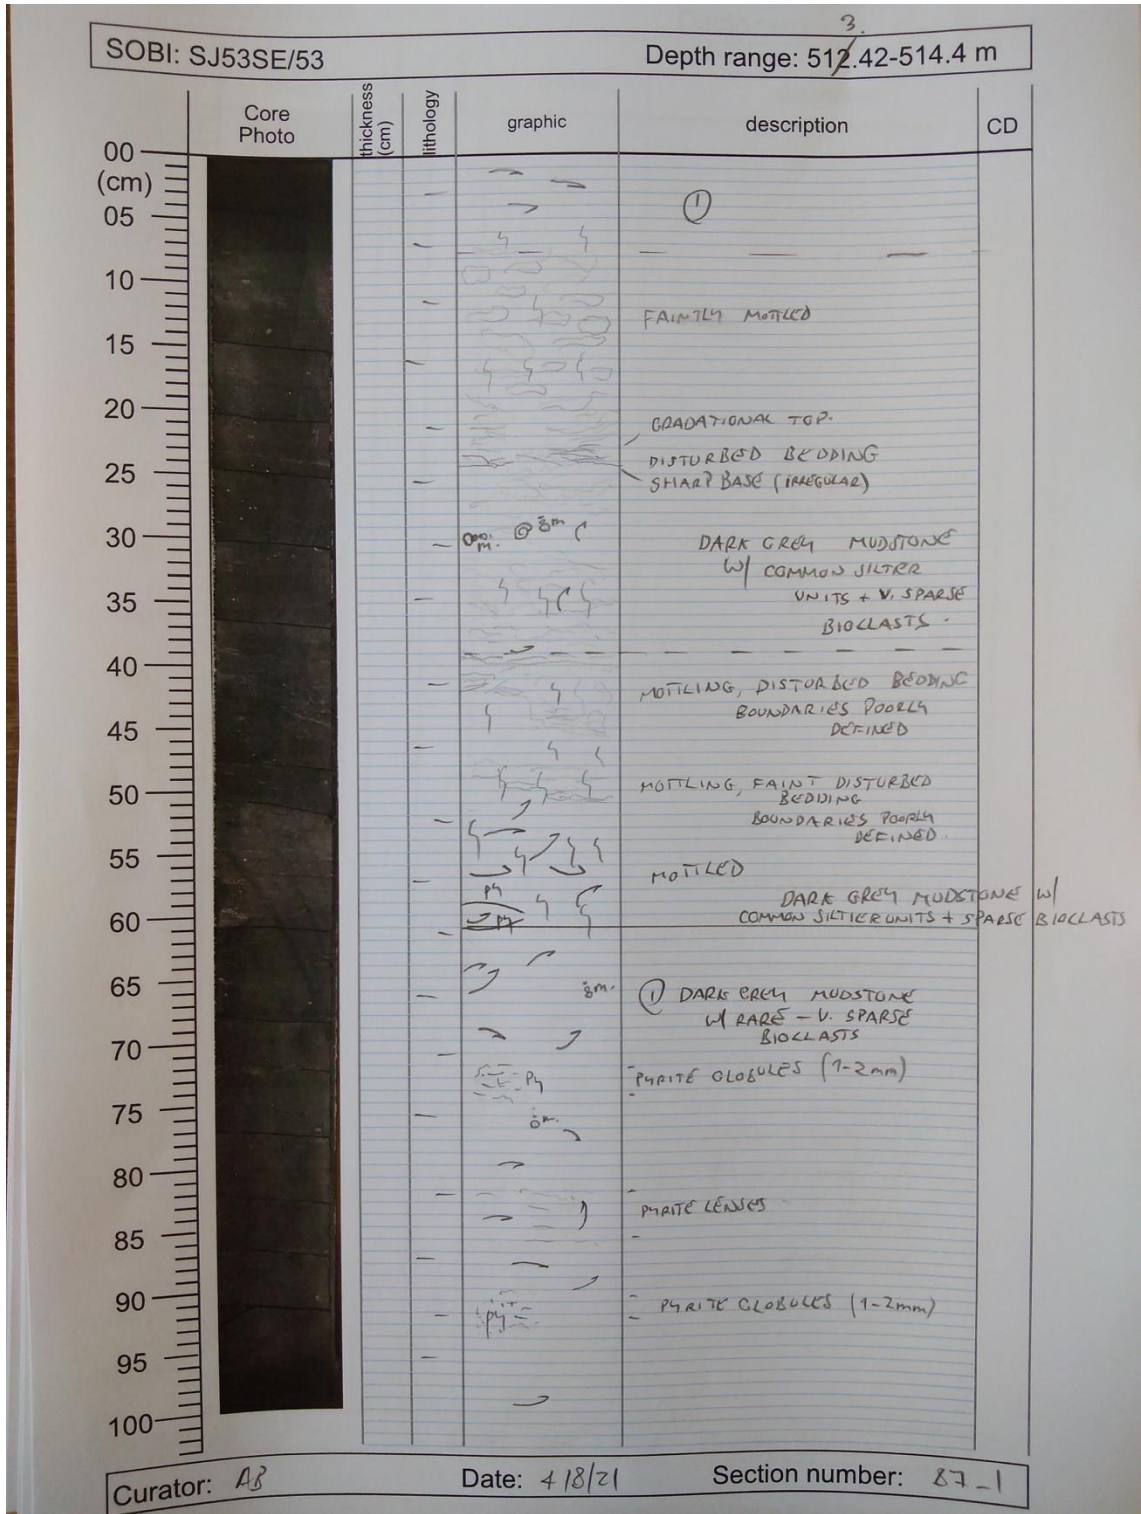 3.
SOBI: SJ53SE/53
Depth range: 512.42-514.4 m
Core Photo
thickness (cm)
lithology
graphic
description
CD
00
(cm)
05
①
10
FAINTLY MOTTLED
15
20
GRADATIONAL TOP.
DISTURBED BEDDING
25
SHARP BASE (IRREGULAR)
30
m.
m
DARK GREY MUDSTONE
W/ COMMON SILTIER
35
UNITS + V. SPARSE
BIOCLASTS.
40
MOTTLING, DISTURBED BEDDING
BOUNDARIES POORLY
45
DEFINED
50
MOTTLING, FAINT DISTURBED
BEDDING
BOUNDARIES POORLY
DEFINED.
55
MOTTLED
py
DARK GREY MUDSTONE W/
60
py
COMMON SILTIER UNITS + SPARSE BIOCLASTS
65
m.
① DARK GREY MUDSTONE
W/ RARE - V. SPARSE
BIOCLASTS
70
py
PYRITE GLOBULES (1-2mm)
75
m.
80
PYRITE LENSES
85
90
py
PYRITE GLOBULES (1-2mm)
95
100
Curator: AB
Date: 4/8/21
Section number: 87_1